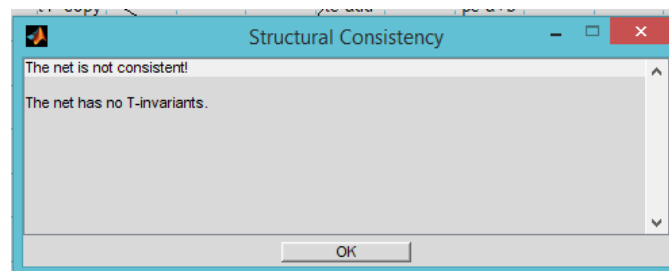 Structural Consistency
The net is not consistent!
The net has no T-invariants.
OK